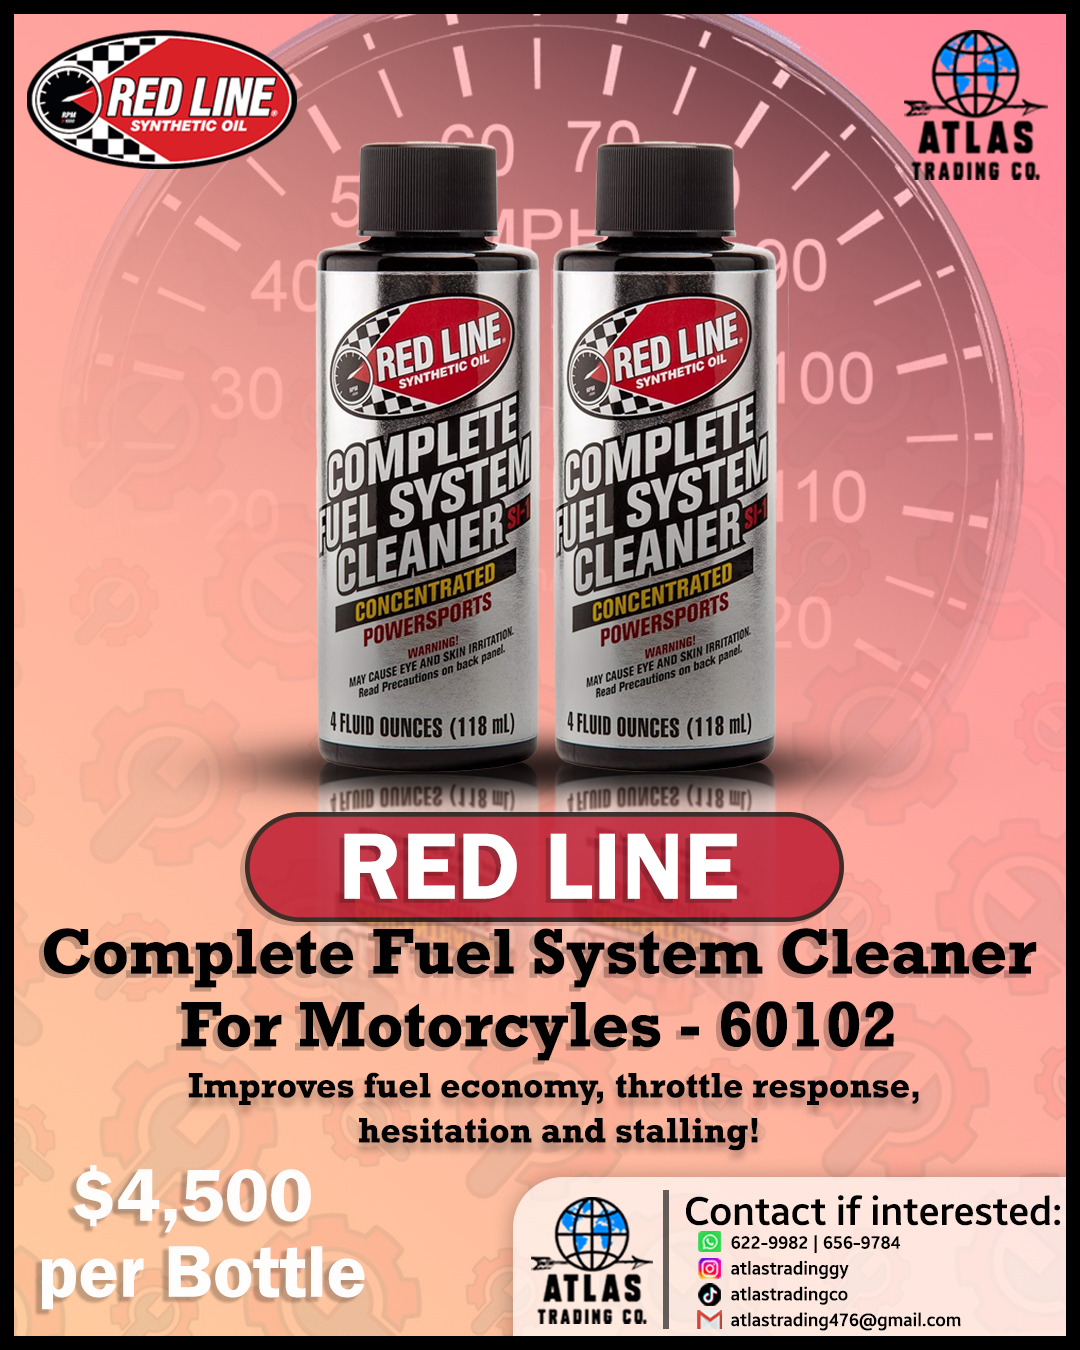 RED LINE
SYNTHETIC OIL
RPM
ATLAS
TRADING CO.
60 70
MPH
40
90
30
100
20
110
RED LINE
SYNTHETIC OIL
COMPLETE
FUEL SYSTEM
CLEANER SI-1
CONCENTRATED
POWERSPORTS
WARNING!
MAY CAUSE EYE AND SKIN IRRITATION.
Read Precautions on back panel.
4 FLUID OUNCES (118 mL)
RED LINE
SYNTHETIC OIL
COMPLETE
FUEL SYSTEM
CLEANER SI-1
CONCENTRATED
POWERSPORTS
WARNING!
MAY CAUSE EYE AND SKIN IRRITATION.
Read Precautions on back panel.
4 FLUID OUNCES (118 mL)
RED LINE
Complete Fuel System Cleaner
For Motorcyles - 60102
Improves fuel economy, throttle response,
hesitation and stalling!
$4,500
per Bottle
ATLAS
TRADING CO.
Contact if interested:
622-9982 | 656-9784
atlastradinggy
atlastradingco
atlastrading476@gmail.com